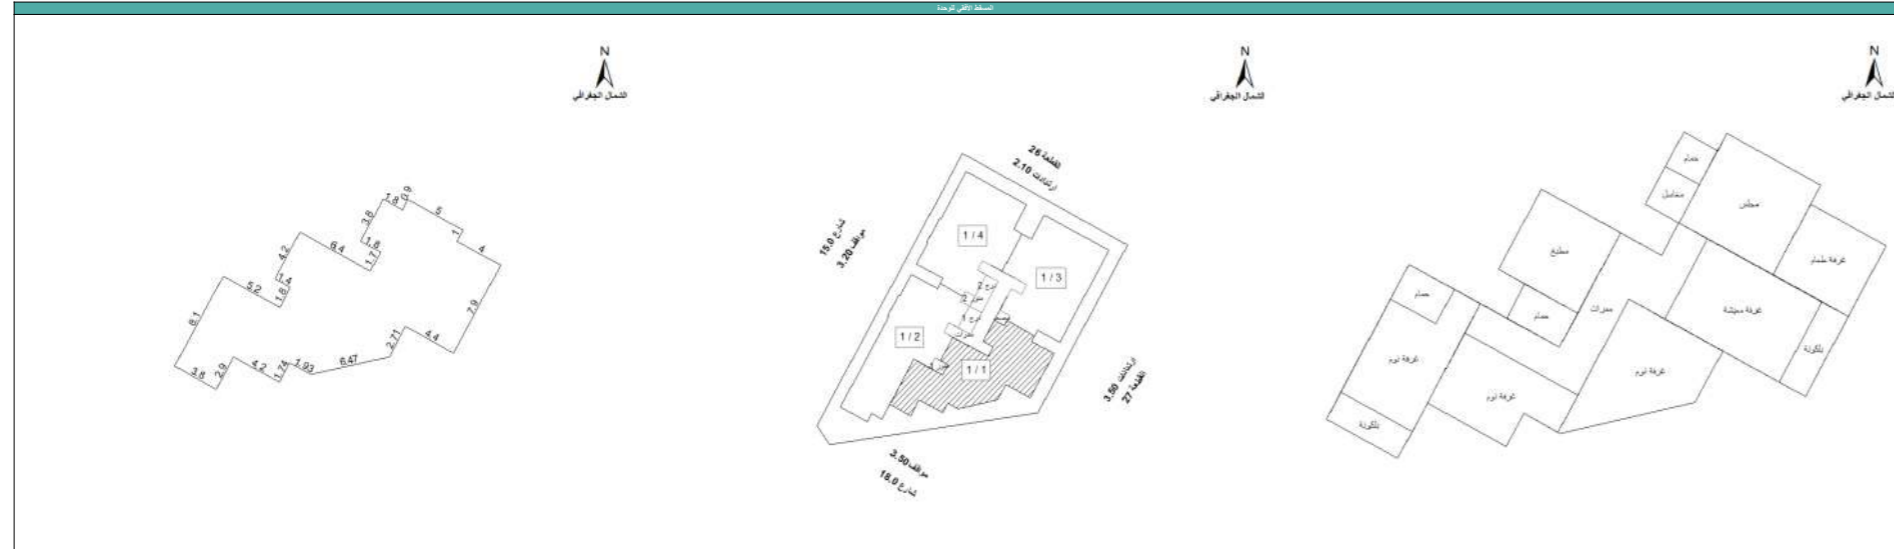 المسقط الأفقي للوحدة
N
الشمال الجغرافي
0.9
1.8
5
3.8
1
1.8
4
1.7
6.4
4.2
1.4
1.8
5.2
7.9
8.1
4.4
2.71
6.47
1.93
1.74
4.2
2.9
3.8
N
الشمال الجغرافي
القطعة 26
ارتدادات 2.10
شارع 15.0
مواقف 3.20
1 / 4
1 / 3
1 / 2
1 / 1
ارتدادات 3.50
القطعة 27
مواقف 3.50
شارع 18.0
N
الشمال الجغرافي
حمام
مغاسل
مجلس
غرفة طعام
مطبخ
غرفة معيشة
حمام
ممرات
حمام
بلكونة
غرفة نوم
غرفة نوم
غرفة نوم
بلكونة